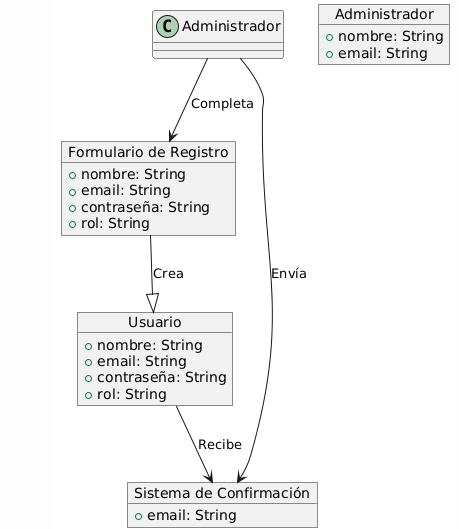 C Administrador
Administrador
+ nombre: String
+ email: String
Completa
Formulario de Registro
nombre: String
email: String
contraseña: String
rol: String
Crea
Envía
Usuario
nombre: String
email: String
contraseña: String
rol: String
Recibe
Sistema de Confirmación
email: String